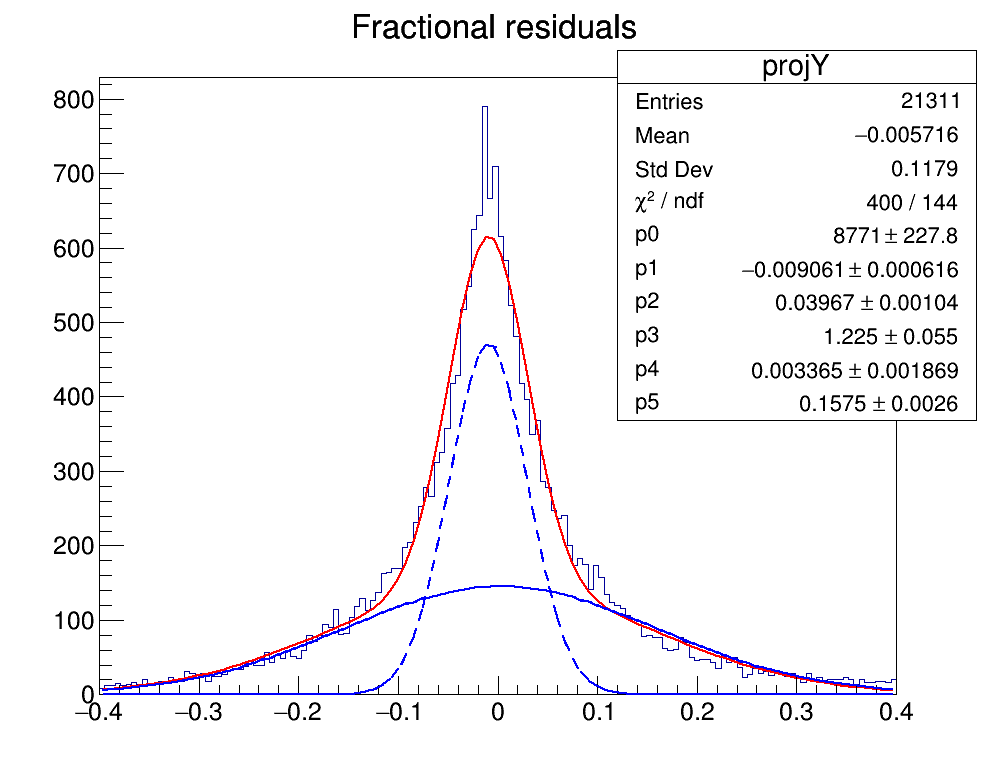 Fractional residuals
projY
Entries 21311
Mean −0.005716
Std Dev 0.1179
χ² / ndf 400 / 144
p0 8771 ± 227.8
p1 −0.009061 ± 0.000616
p2 0.03967 ± 0.00104
p3 1.225 ± 0.055
p4 0.003365 ± 0.001869
p5 0.1575 ± 0.0026
800
700
600
500
400
300
200
100
0
−0.4 −0.3 −0.2 −0.1 0 0.1 0.2 0.3 0.4